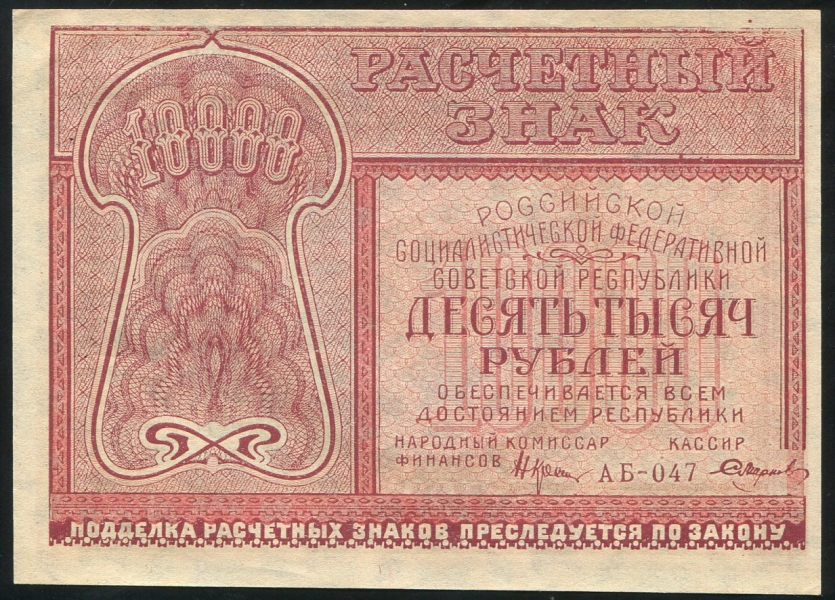 РАСЧЕТНЫЙ
ЗНАК
10000
РОССИЙСКОЙ
СОЦИАЛИСТИЧЕСКОЙ ФЕДЕРАТИВНОЙ
СОВЕТСКОЙ РЕСПУБЛИКИ
ДЕСЯТЬ ТЫСЯЧ
РУБЛЕЙ
10000
ОБЕСПЕЧИВАЕТСЯ ВСЕМ
ДОСТОЯНИЕМ РЕСПУБЛИКИ
НАРОДНЫЙ КОМИССАР КАССИР
ФИНАНСОВ АБ-047
ПОДДЕЛКА РАСЧЕТНЫХ ЗНАКОВ ПРЕСЛЕДУЕТСЯ ПО ЗАКОНУ